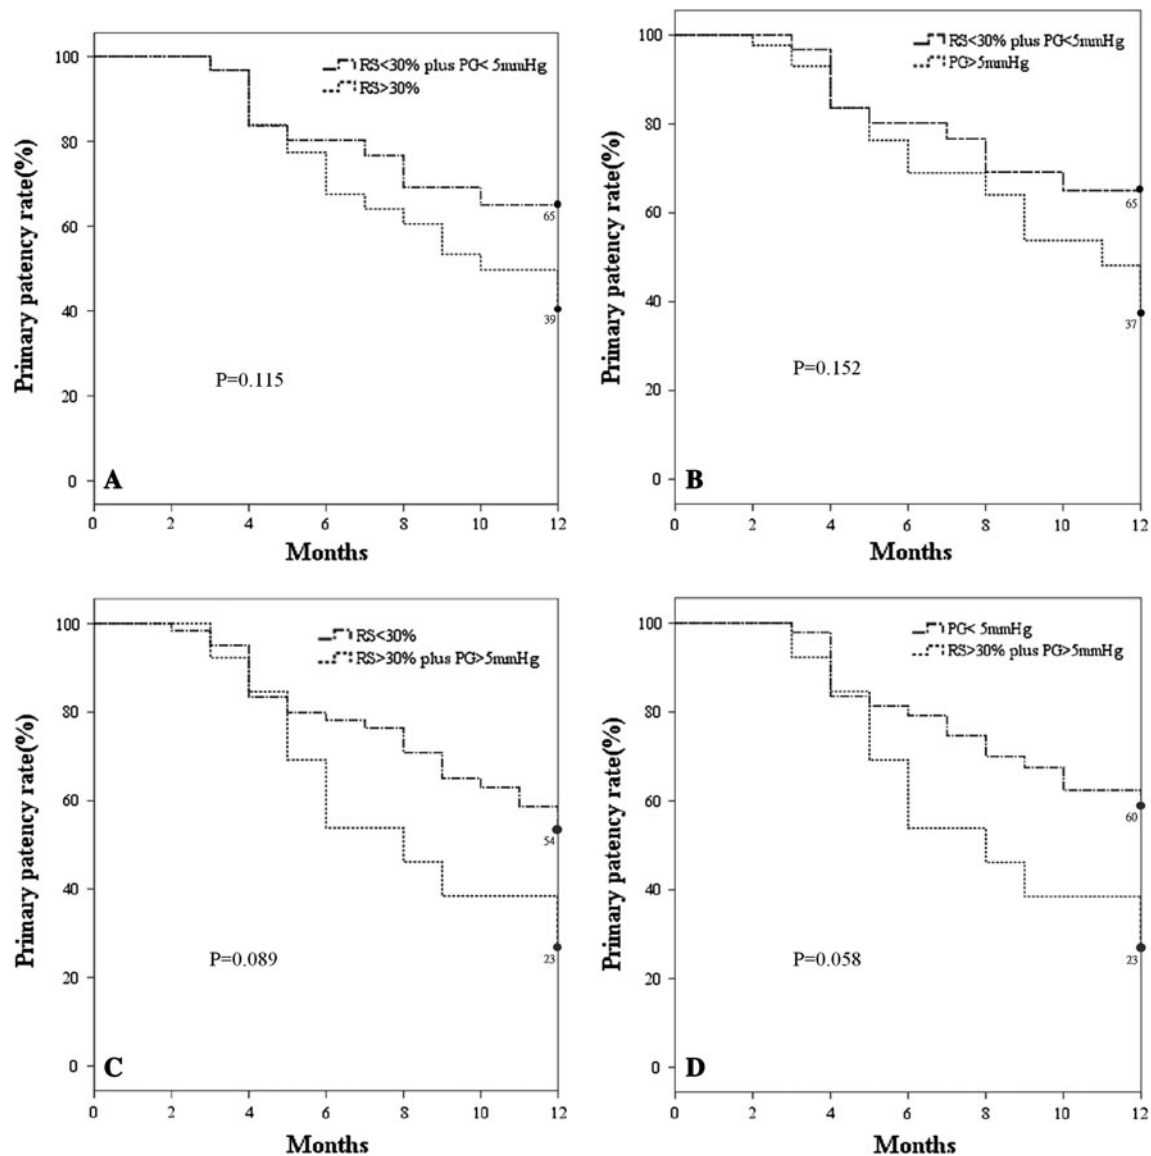 RS<30% plus PG< 5mmHg
RS>30%
Primary patency rate(%)
100
80
60
40
20
0
65
39
P=0.115
A
0 2 4 6 8 10 12
Months
RS<30% plus PG<5mmHg
PG>5mmHg
Primary patency rate(%)
100
80
60
40
20
0
65
37
P=0.152
B
0 2 4 6 8 10 12
Months
RS<30%
RS>30% plus PG>5mmHg
Primary patency rate(%)
100
80
60
40
20
0
54
23
P=0.089
C
0 2 4 6 8 10 12
Months
PG< 5mmHg
RS>30% plus PG>5mmHg
Primary patency rate(%)
100
80
60
40
20
0
60
23
P=0.058
D
0 2 4 6 8 10 12
Months